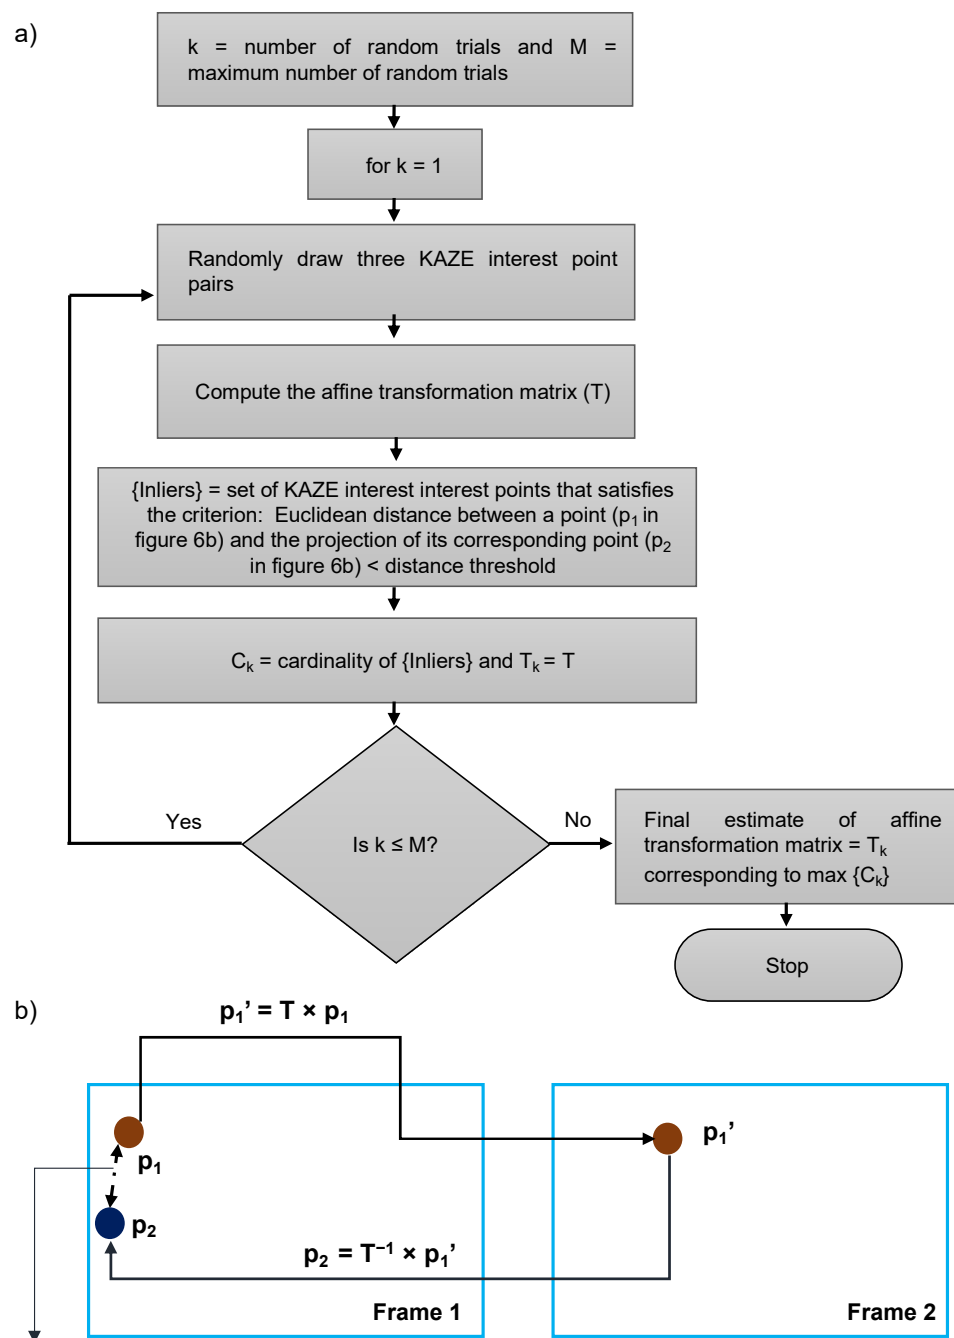 a)
k = number of random trials and M =
maximum number of random trials
for k = 1
Randomly draw three KAZE interest point
pairs
Compute the affine transformation matrix (T)
{Inliers} = set of KAZE interest interest points that satisfies
the criterion: Euclidean distance between a point (p₁ in
figure 6b) and the projection of its corresponding point (p₂
in figure 6b) < distance threshold
Cₖ = cardinality of {Inliers} and Tₖ = T
Is k ≤ M?
Yes
No
Final estimate of affine
transformation matrix = Tₖ
corresponding to max {Cₖ}
Stop
b)
p₁’ = T × p₁
p₁
p₁’
p₂
p₂ = T⁻¹ × p₁’
Frame 1
Frame 2